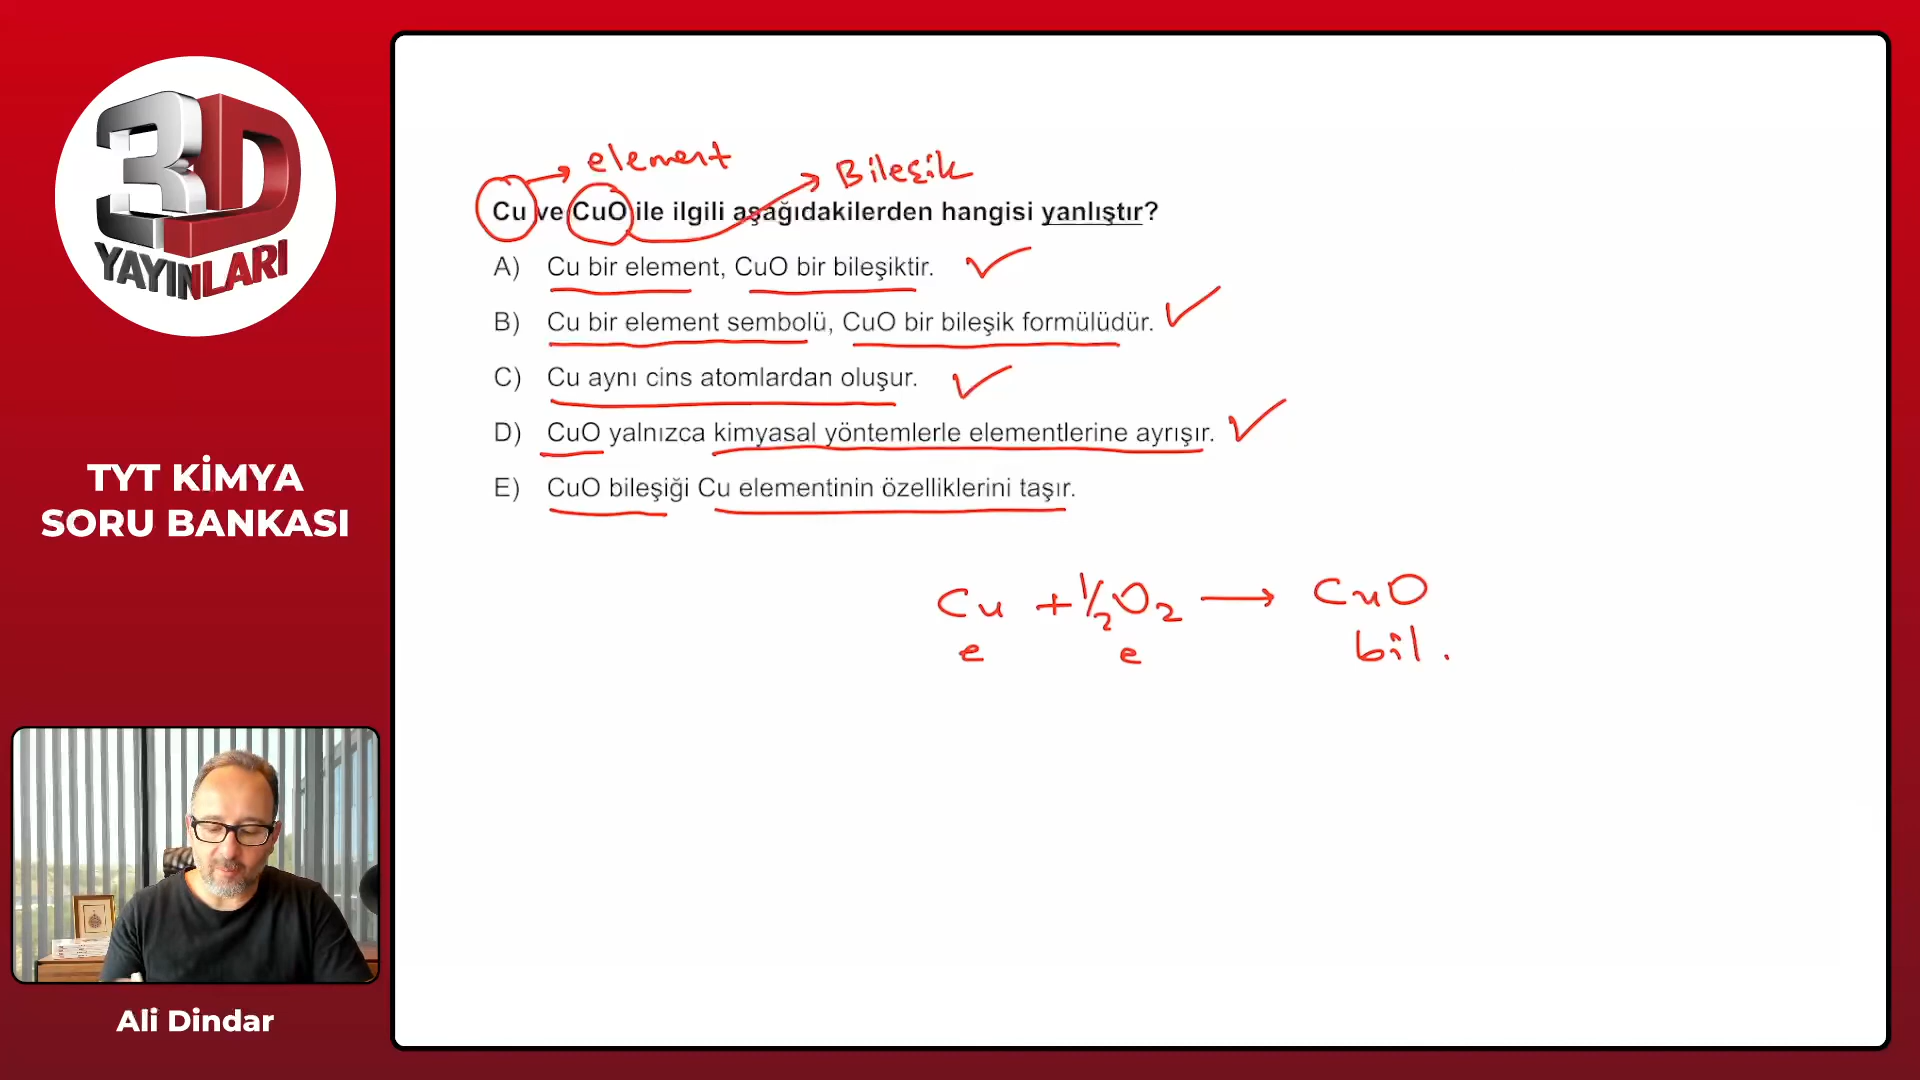 3D
YAYINLARI
TYT KİMYA
SORU BANKASI
Ali Dindar
element
Bileşik
Cu ve CuO ile ilgili aşağıdakilerden hangisi yanlıştır?
A) Cu bir element, CuO bir bileşiktir.
B) Cu bir element sembolü, CuO bir bileşik formülüdür.
C) Cu aynı cins atomlardan oluşur.
D) CuO yalnızca kimyasal yöntemlerle elementlerine ayrışır.
E) CuO bileşiği Cu elementinin özelliklerini taşır.
Cu + 1/2 O2 → CuO
e e bil.